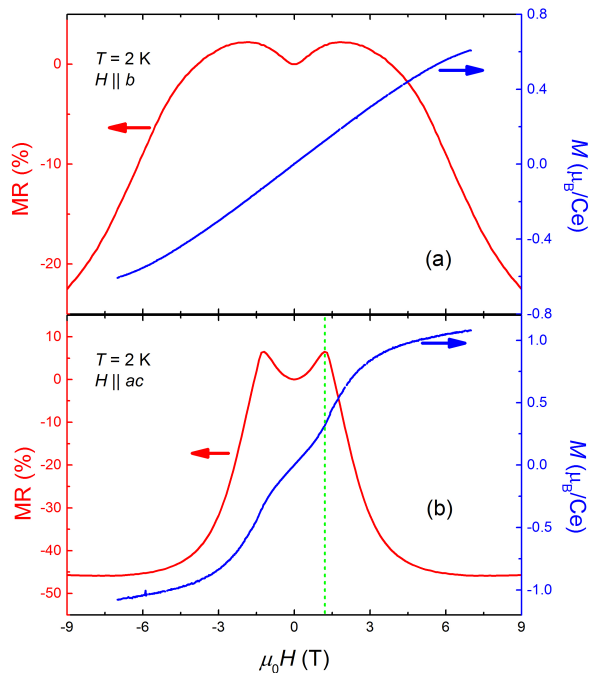 T = 2 K
H || b
MR (%)
0
-10
-20
0.8
0.4
0.0
-0.4
-0.8
M (μB/Ce)
(a)
T = 2 K
H || ac
MR (%)
10
0
-10
-20
-30
-40
-50
1.0
0.5
0.0
-0.5
-1.0
M (μB/Ce)
(b)
-9 -6 -3 0 3 6 9
μ0H (T)